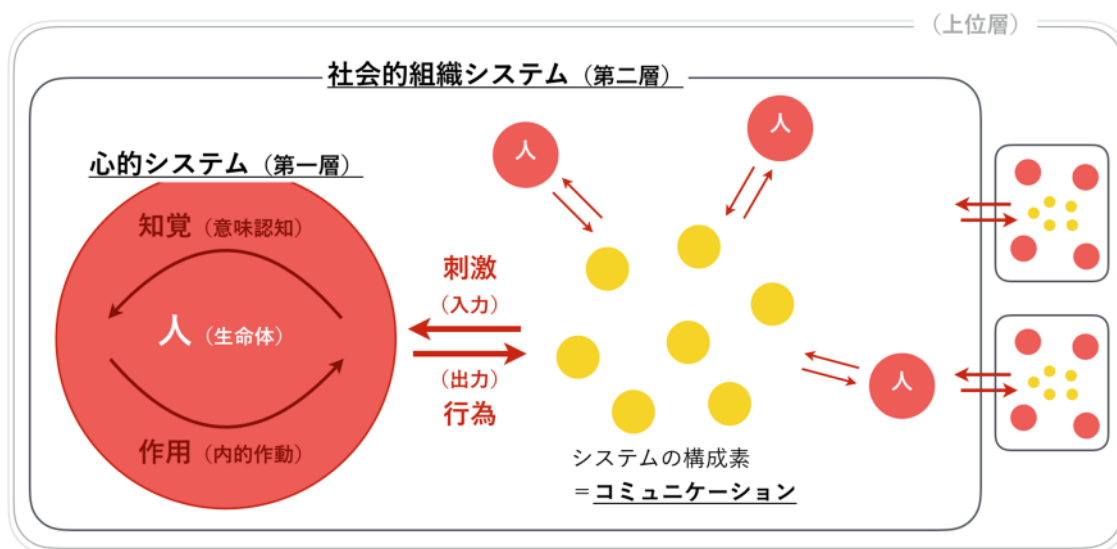 （上位層）
社会的組織システム（第二層）
人
人
心的システム（第一層）
知覚（意味認知）
刺激
（入力）
人（生命体）
（出力）
行為
人
作用（内的作動）
システムの構成素
＝コミュニケーション